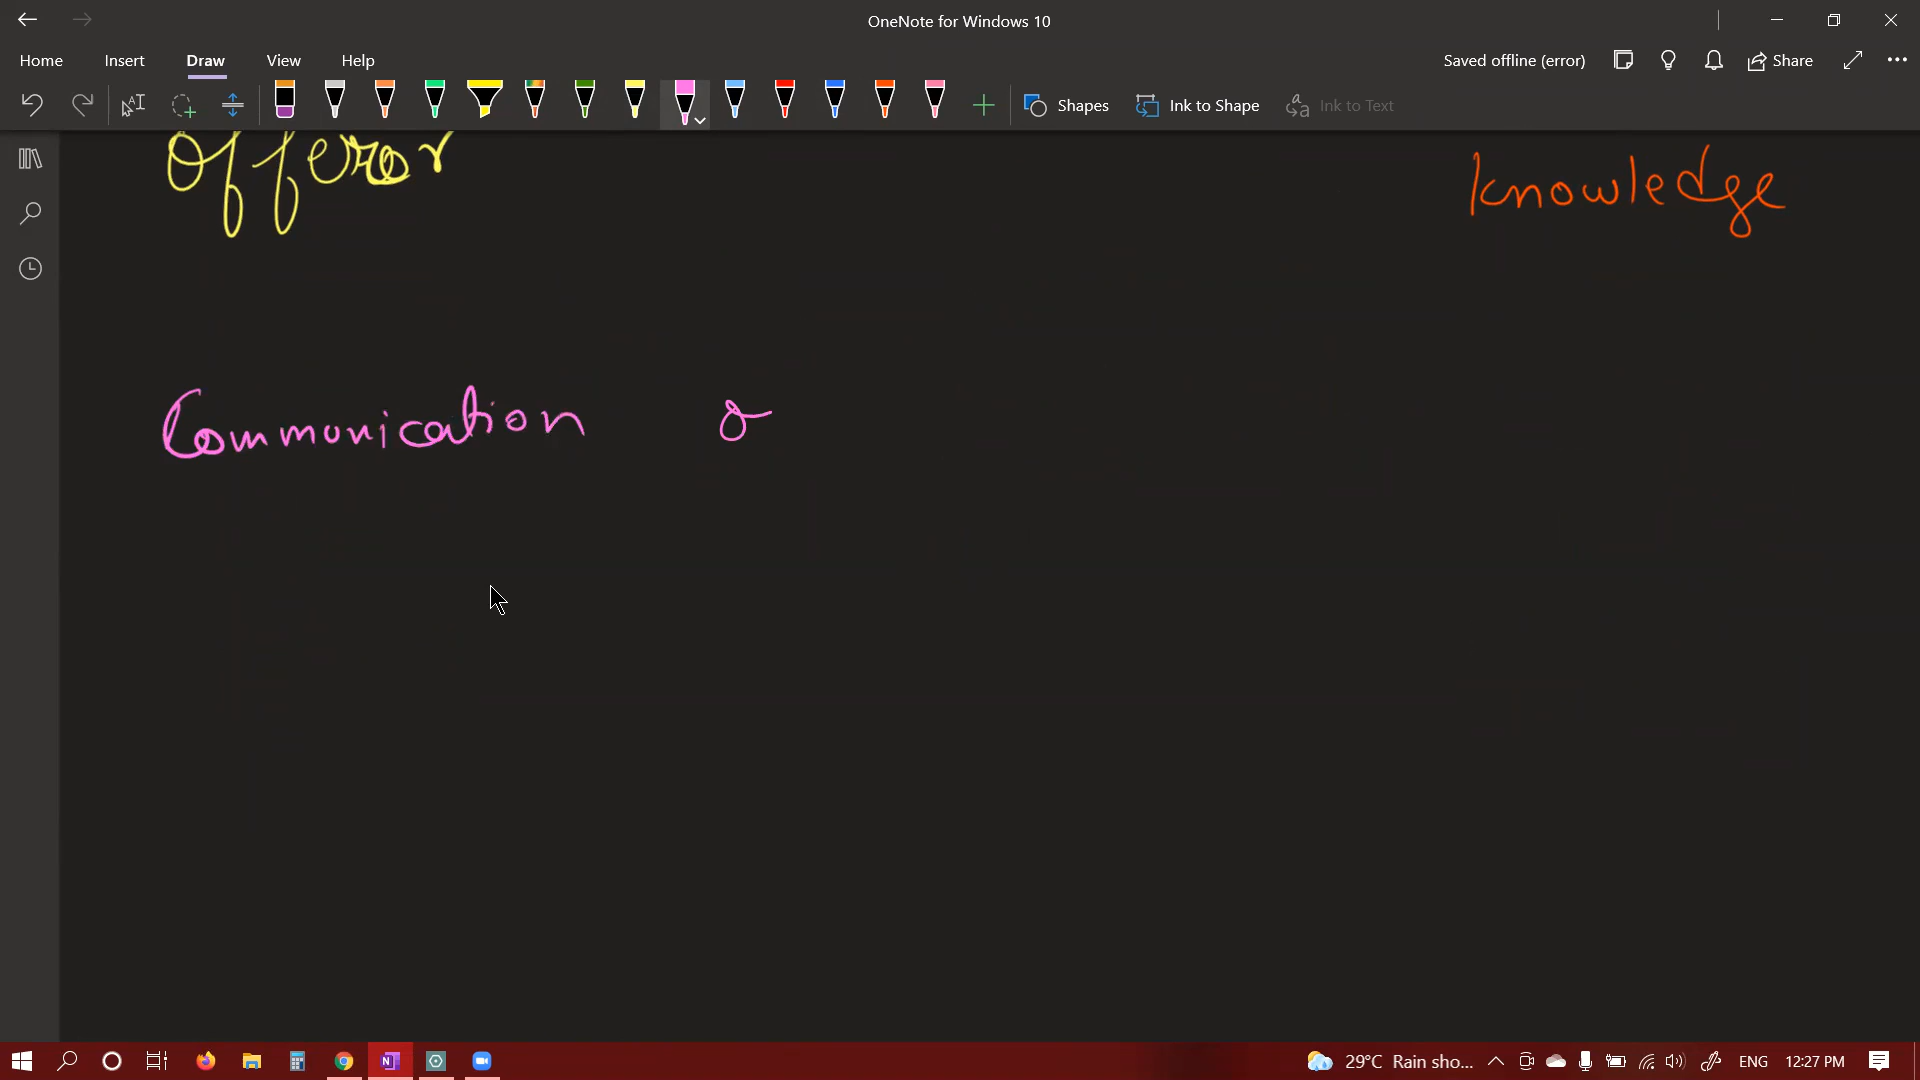 OneNote for Windows 10
Home Insert Draw View Help Saved offline (error) Share
Shapes Ink to Shape Ink to Text
Offeror
knowledge
Communication o
29°C Rain sho... ENG 12:27 PM